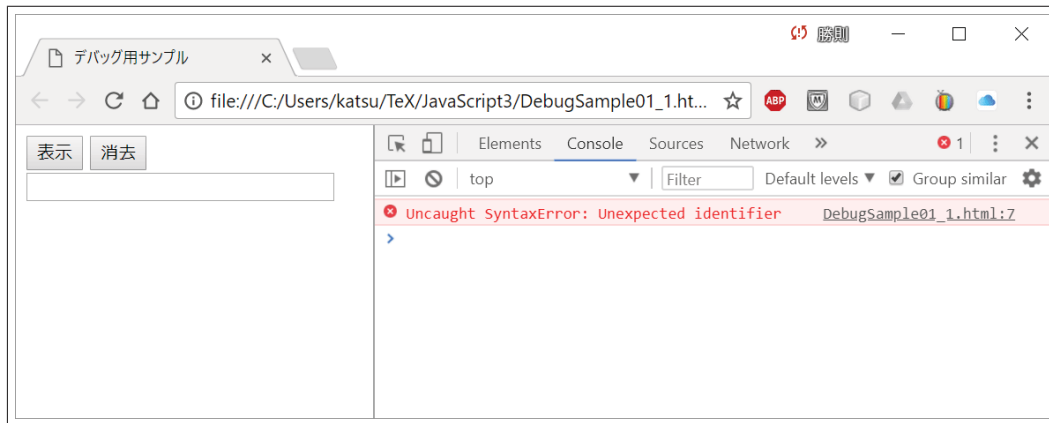 勝則
デバッグ用サンプル
file:///C:/Users/katsu/TeX/JavaScript3/DebugSample01_1.ht...
ABP
M
表示 消去
Elements Console Sources Network » 1
top Filter Default levels Group similar
Uncaught SyntaxError: Unexpected identifier DebugSample01_1.html:7
>